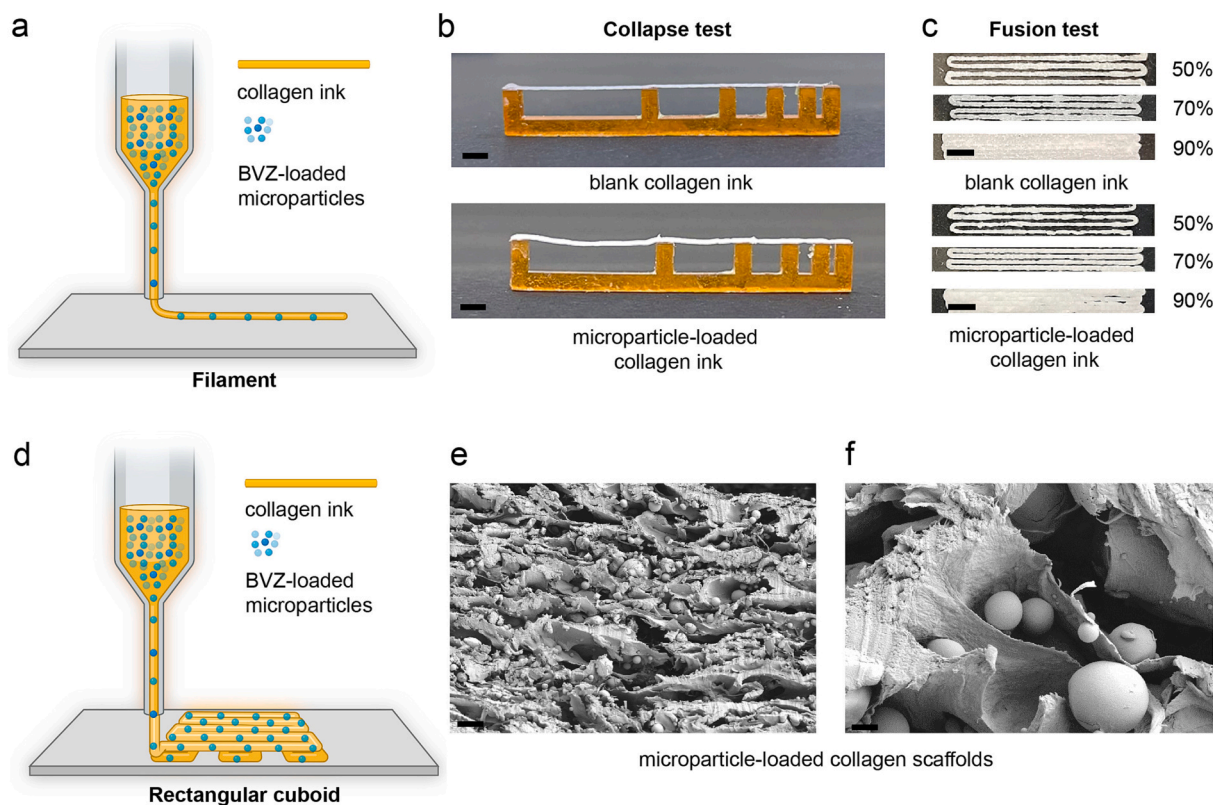 a
collagen ink
BVZ-loaded
microparticles
Filament
b
Collapse test
blank collagen ink
microparticle-loaded
collagen ink
c
Fusion test
50%
70%
90%
blank collagen ink
50%
70%
90%
microparticle-loaded
collagen ink
d
collagen ink
BVZ-loaded
microparticles
Rectangular cuboid
e
f
microparticle-loaded collagen scaffolds